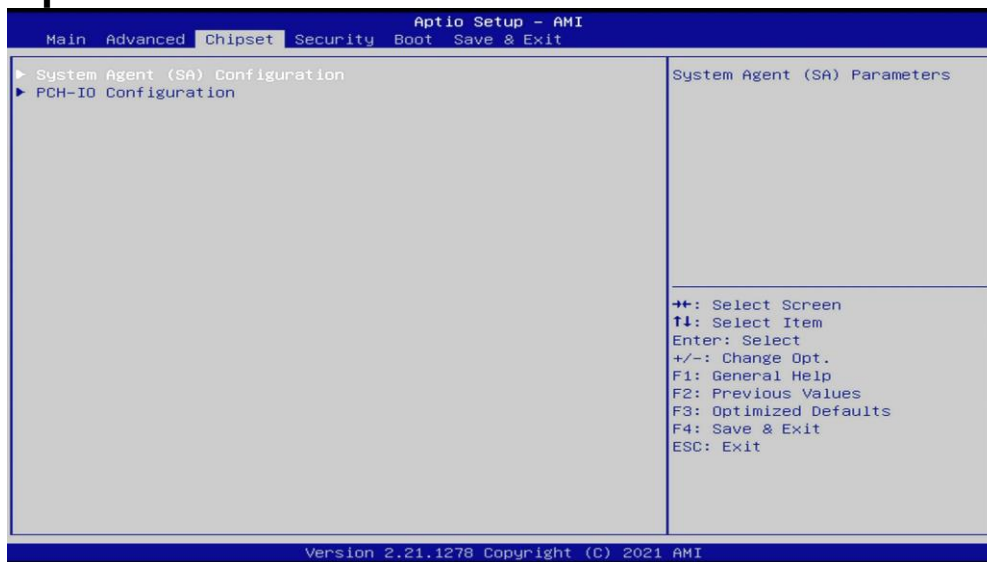 Aptio Setup – AMI
Main Advanced Chipset Security Boot Save & Exit
▶ System Agent (SA) Configuration
▶ PCH-IO Configuration
System Agent (SA) Parameters
→←: Select Screen
↑↓: Select Item
Enter: Select
+/-: Change Opt.
F1: General Help
F2: Previous Values
F3: Optimized Defaults
F4: Save & Exit
ESC: Exit
Version 2.21.1278 Copyright (C) 2021 AMI